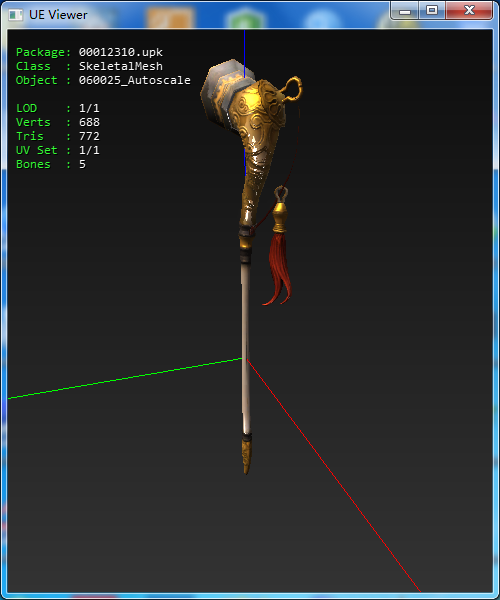 UE Viewer
Package: 00012310.upk
Class : SkeletalMesh
Object : 060025_Autoscale
LOD : 1/1
Verts : 688
Tris : 772
UV Set : 1/1
Bones : 5